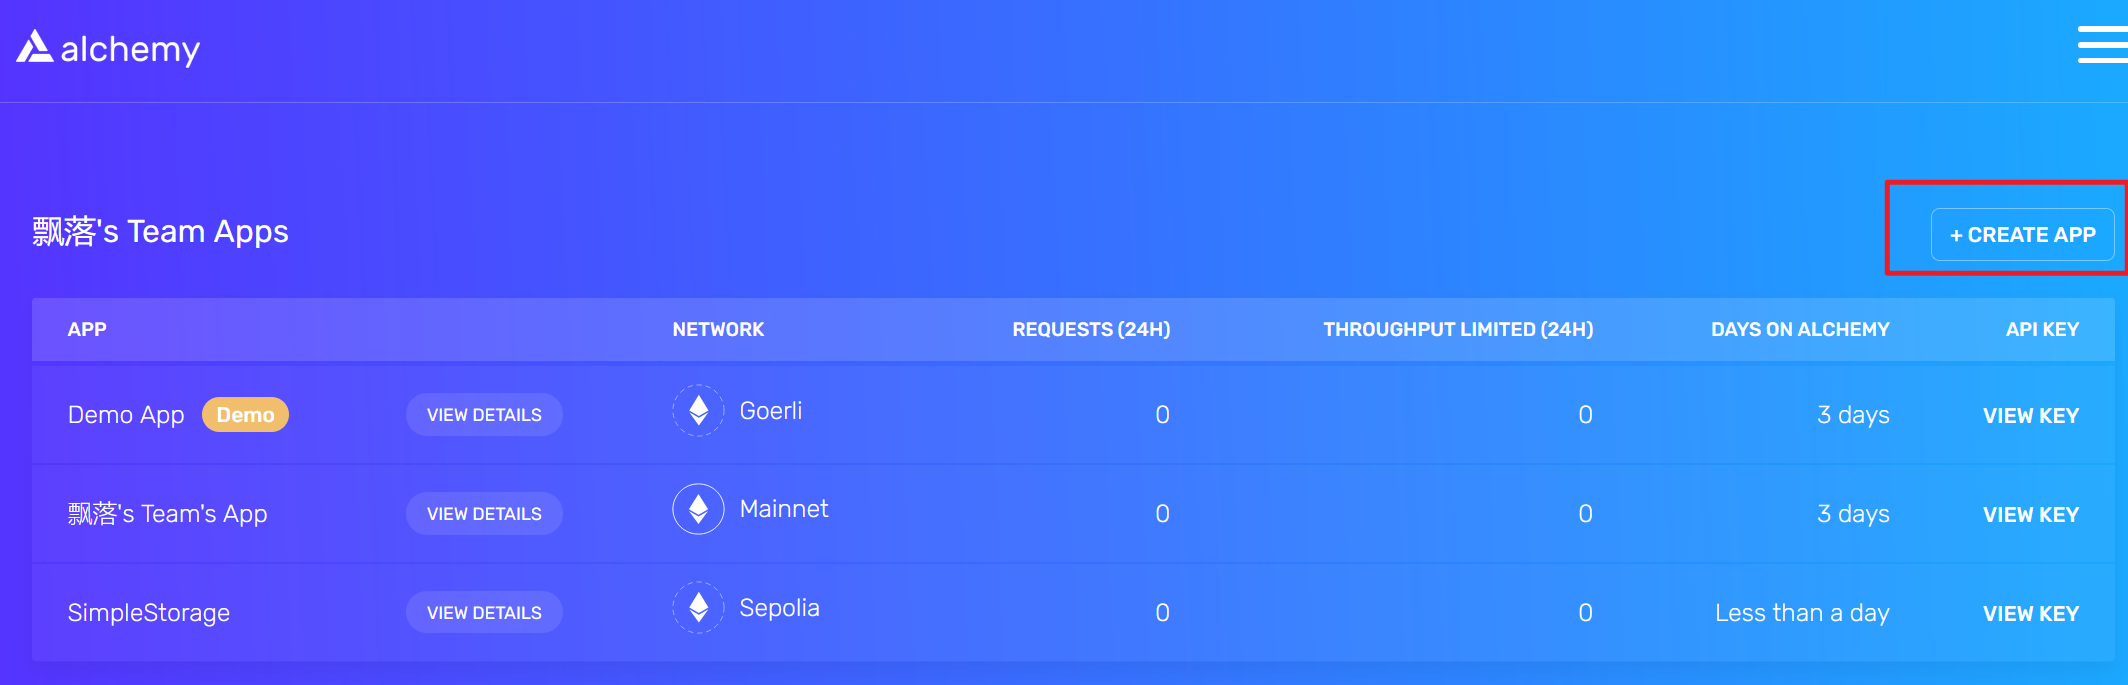 alchemy
飘落's Team Apps
+ CREATE APP
APP NETWORK REQUESTS (24H) THROUGHPUT LIMITED (24H) DAYS ON ALCHEMY API KEY
Demo App Demo VIEW DETAILS Goerli 0 0 3 days VIEW KEY
飘落's Team's App VIEW DETAILS Mainnet 0 0 3 days VIEW KEY
SimpleStorage VIEW DETAILS Sepolia 0 0 Less than a day VIEW KEY